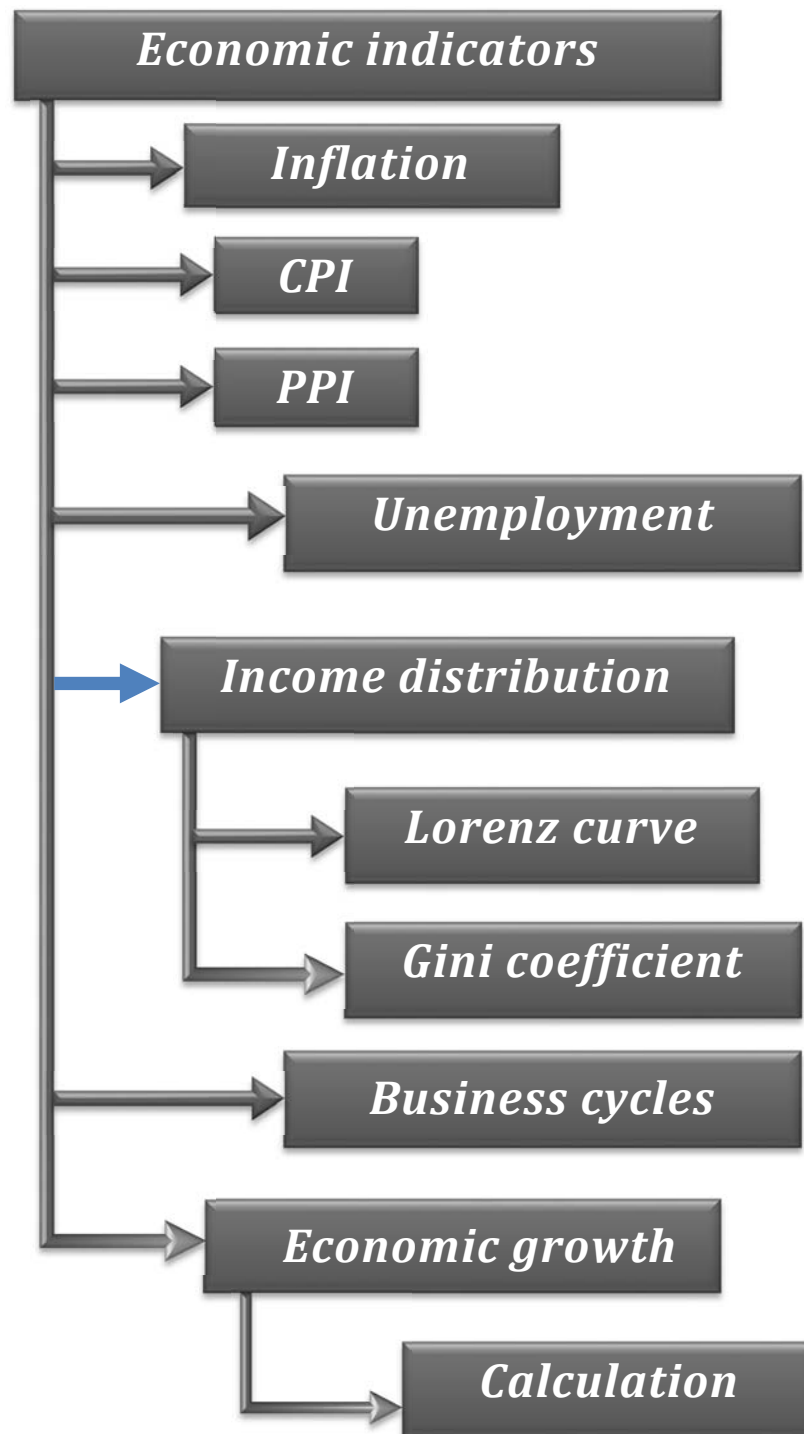 Economic indicators
Inflation
CPI
PPI
Unemployment
Income distribution
Lorenz curve
Gini coefficient
Business cycles
Economic growth
Calculation